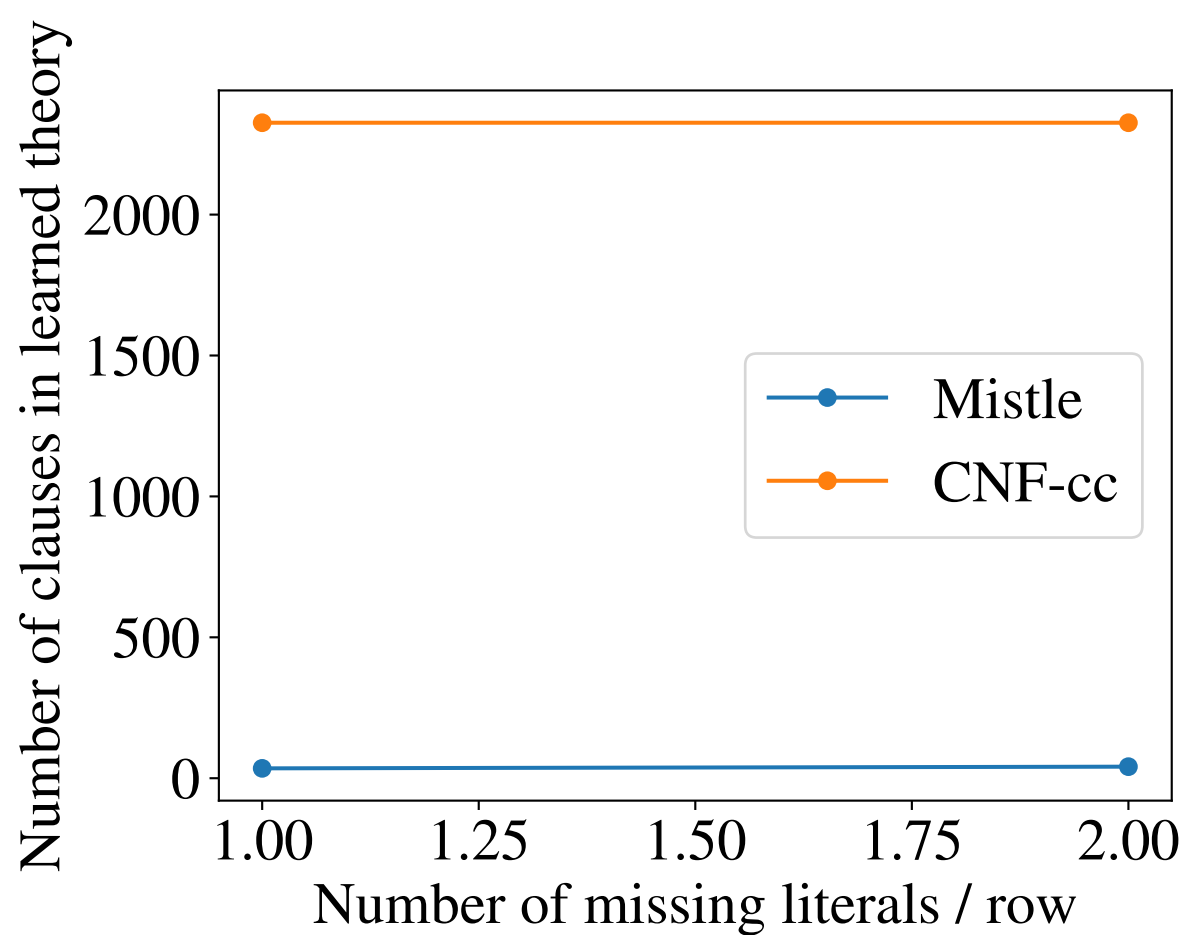 Number of clauses in learned theory
2000
1500
1000
500
0
Mistle
CNF-cc
1.00 1.25 1.50 1.75 2.00
Number of missing literals / row